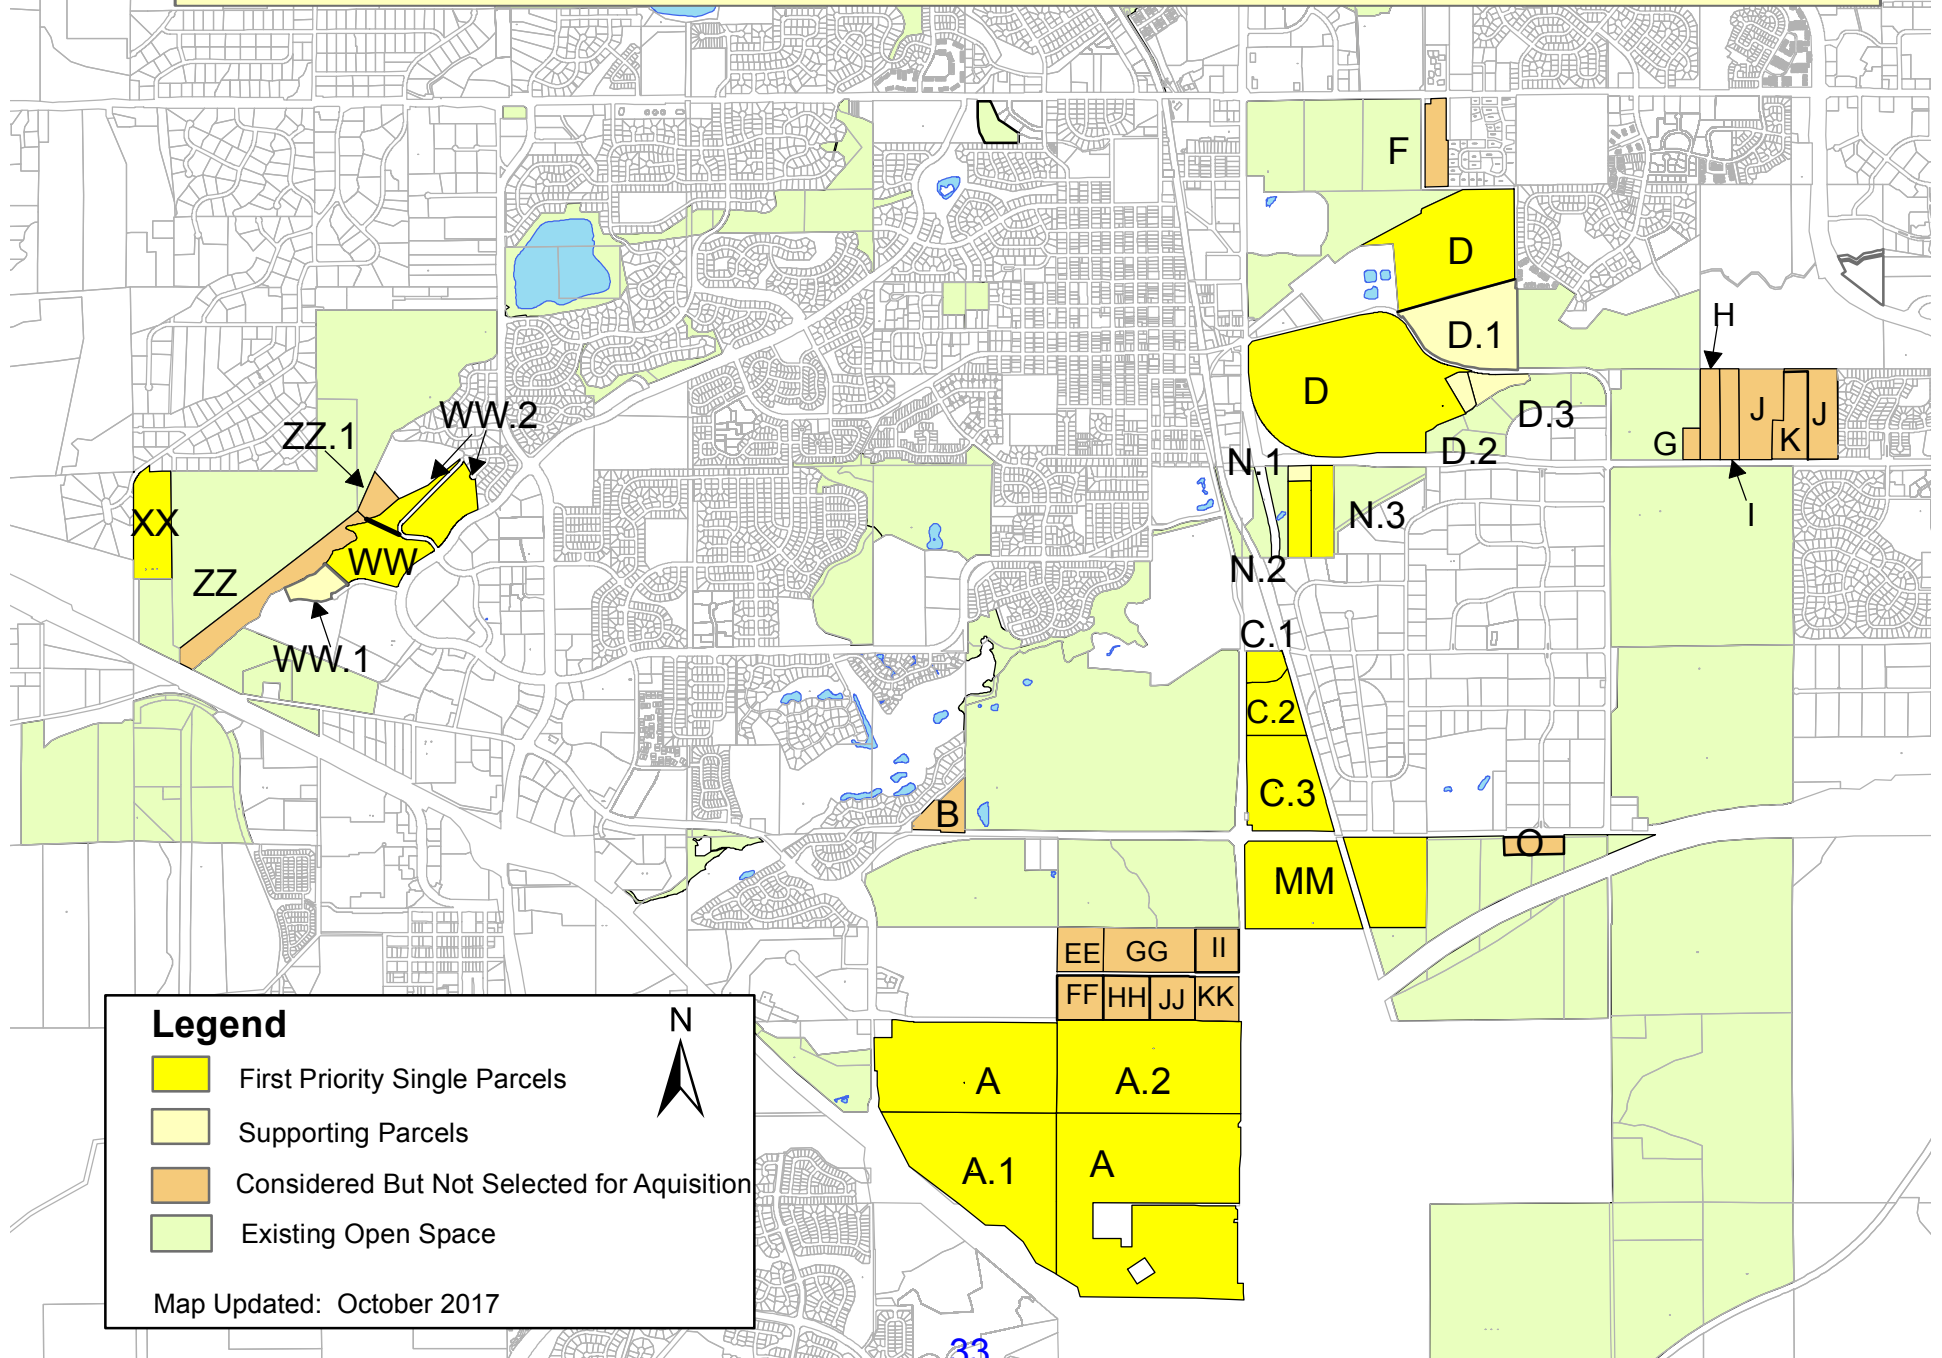 F
D
H
D.1
D
J
J
WW.2
D.3
ZZ.1
G
K
D.2
N.1
I
XX
N.3
WW
N.2
ZZ
C.1
WW.1
C.2
C.3
B
O
MM
EE
GG
II
FF
HH
JJ
KK
Legend
N
First Priority Single Parcels
A
A.2
Supporting Parcels
A.1
A
Considered But Not Selected for Aquisition
Existing Open Space
Map Updated: October 2017
33